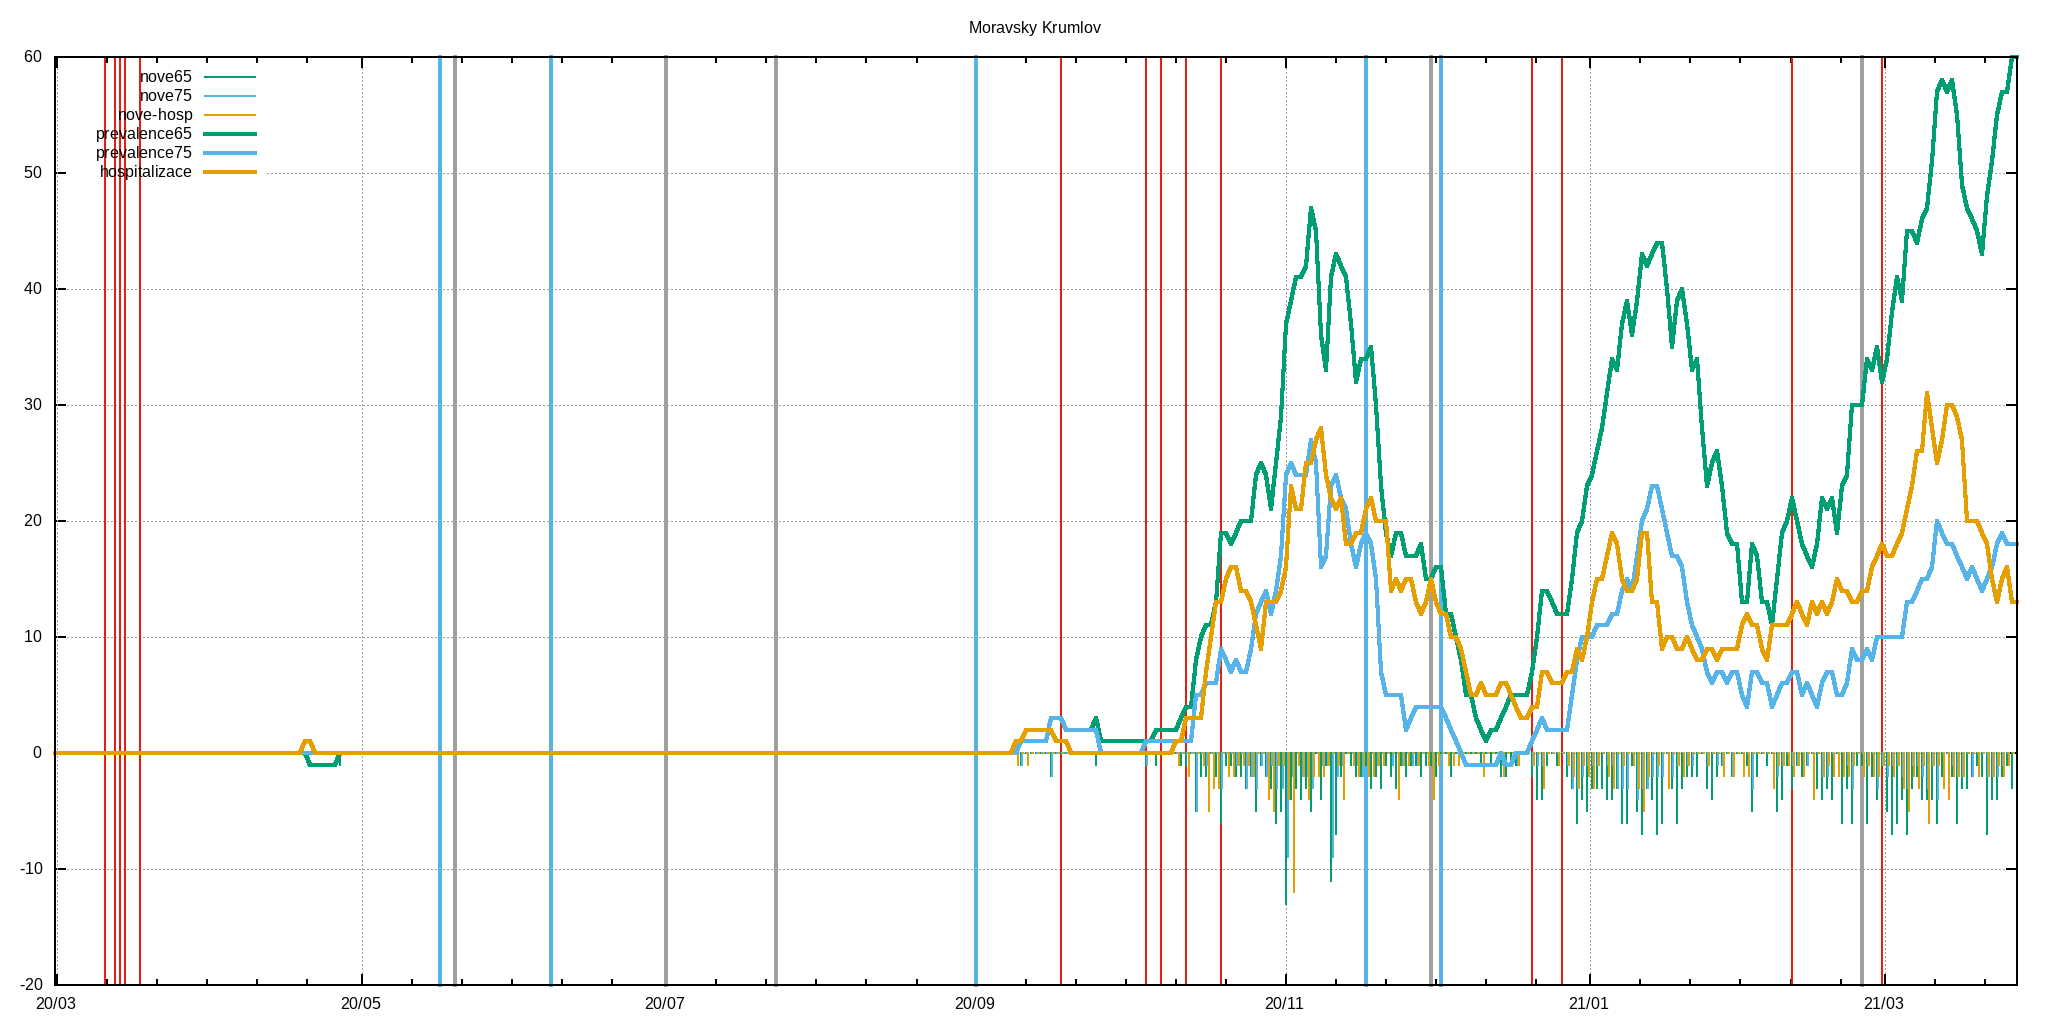 Moravsky Krumlov
60
50
40
30
20
10
0
-10
-20
nove65
nove75
nove-hosp
prevalence65
prevalence75
hospitalizace
20/03 20/05 20/07 20/09 20/11 21/01 21/03